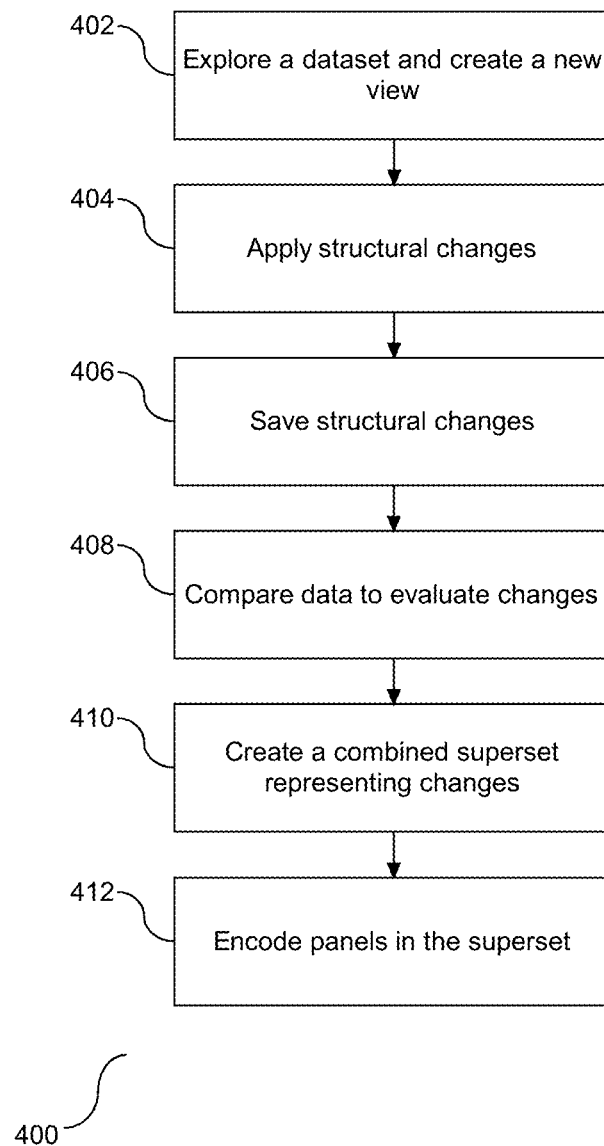 402
Explore a dataset and create a new
view
404
Apply structural changes
406
Save structural changes
408
Compare data to evaluate changes
410
Create a combined superset
representing changes
412
Encode panels in the superset
400